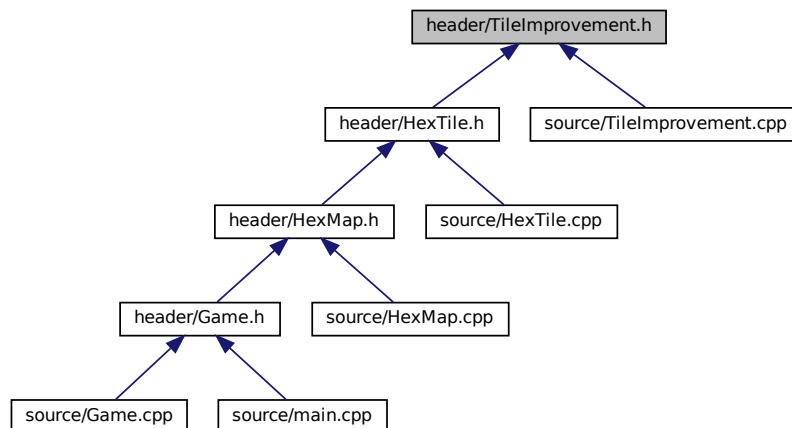 header/TileImprovement.h
header/HexTile.h
source/TileImprovement.cpp
header/HexMap.h
source/HexTile.cpp
header/Game.h
source/HexMap.cpp
source/Game.cpp
source/main.cpp